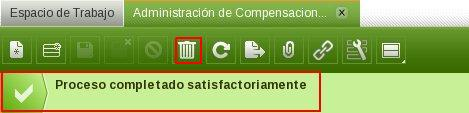 Espacio de Trabajo
Administración de Compensacion...
Proceso completado satisfactoriamente